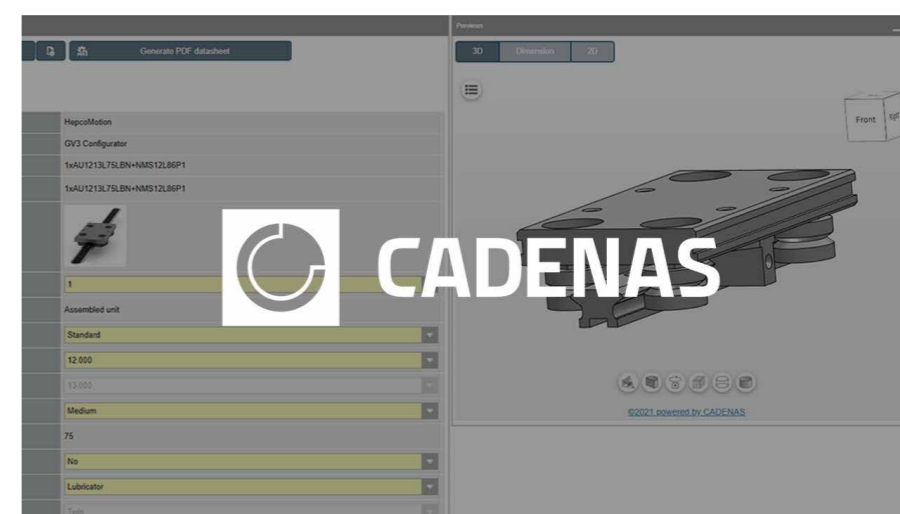 Previews
Generate PDF datasheet
3D Dimension 2D
Front
HepcoMotion
GV3 Configurator
1xAU1213L75LBN+NMS12L86P1
1xAU1213L75LBN+NMS12L86P1
CADENAS
1
Assembled unit
Standard
12.000
13.000
Medium
75
No
Lubricator
©2021 powered by CADENAS